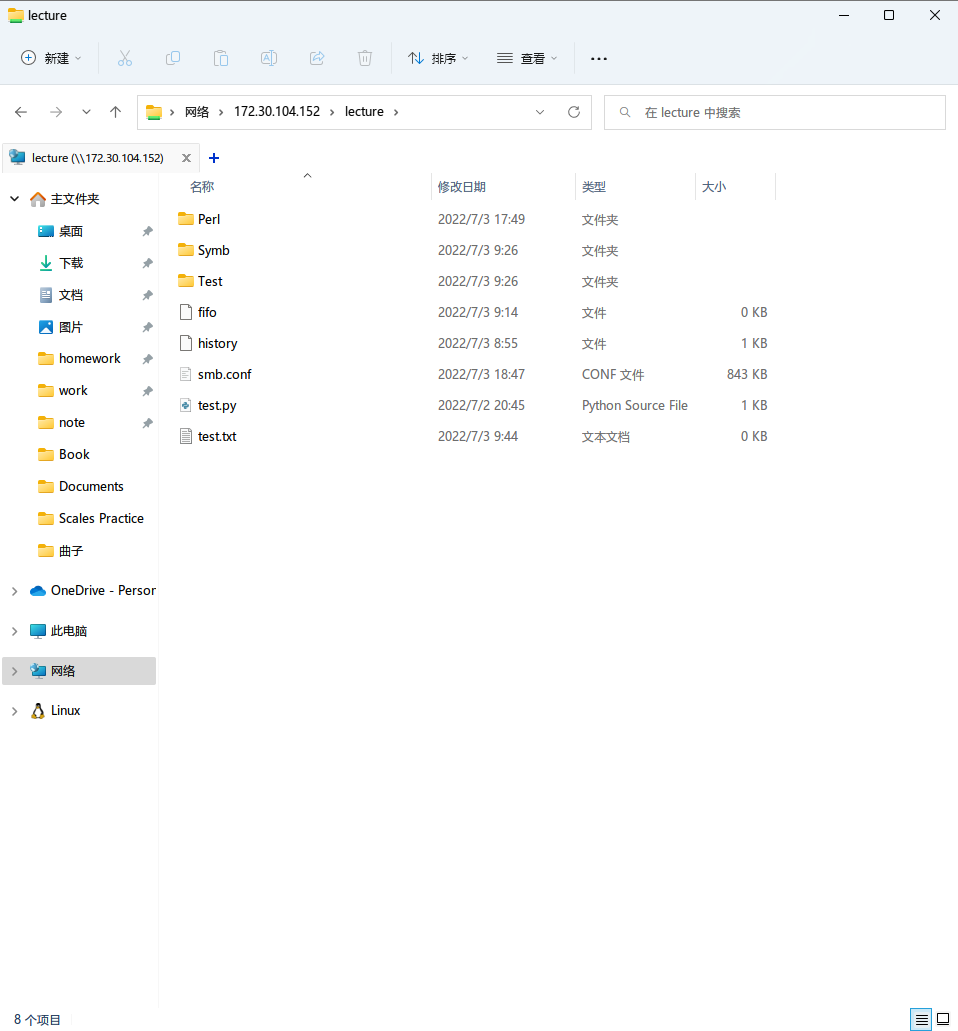 lecture
新建
排序
查看
网络
172.30.104.152
lecture
在 lecture 中搜索
lecture (\\172.30.104.152)
主文件夹
桌面
下载
文档
图片
homework
work
note
Book
Documents
Scales Practice
曲子
OneDrive - Person
此电脑
网络
Linux
名称 修改日期 类型 大小
Perl 2022/7/3 17:49 文件夹
Symb 2022/7/3 9:26 文件夹
Test 2022/7/3 9:26 文件夹
fifo 2022/7/3 9:14 文件 0 KB
history 2022/7/3 8:55 文件 1 KB
smb.conf 2022/7/3 18:47 CONF 文件 843 KB
test.py 2022/7/2 20:45 Python Source File 1 KB
test.txt 2022/7/3 9:44 文本文档 0 KB
8 个项目